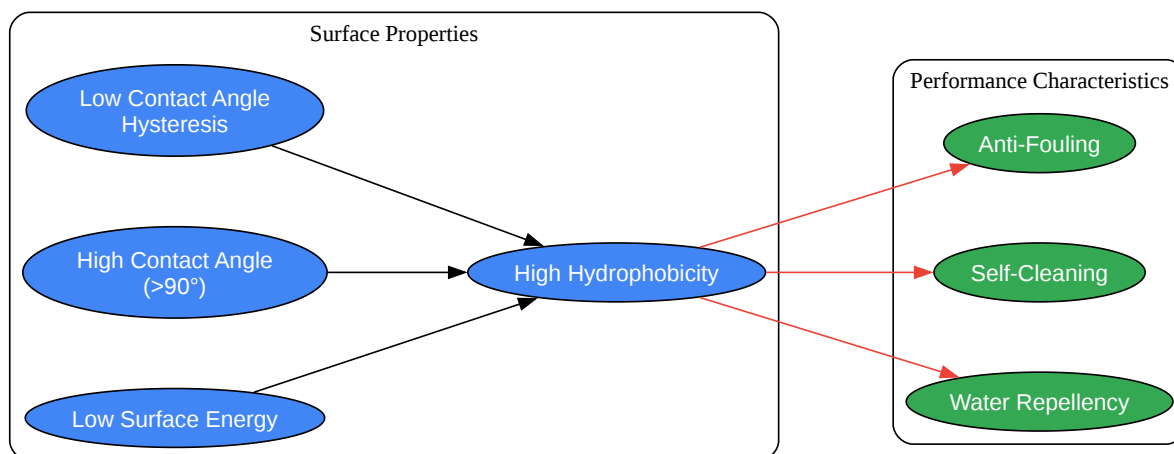 Surface Properties
Low Contact Angle
Hysteresis
High Contact Angle
(>90°)
Low Surface Energy
High Hydrophobicity
Performance Characteristics
Anti-Fouling
Self-Cleaning
Water Repellency